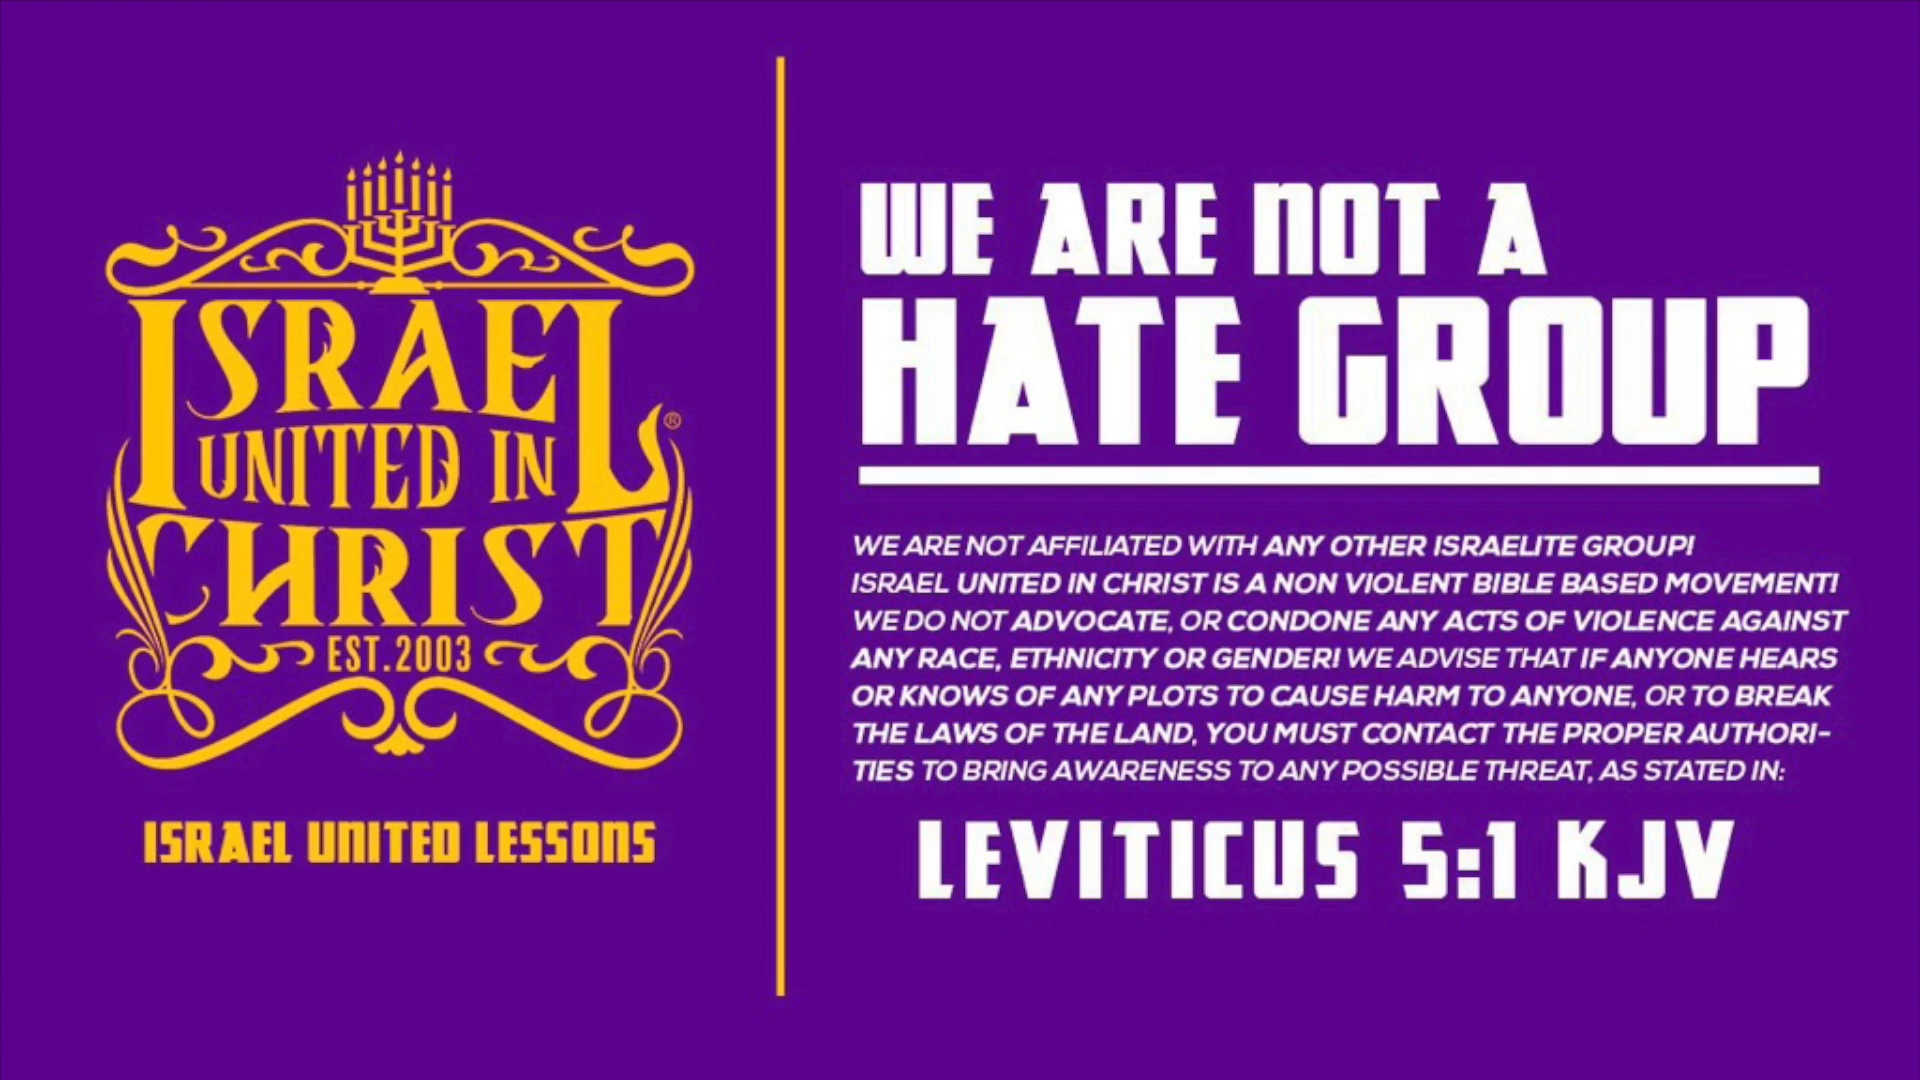 ISRAEL
UNITED IN
CHRIST
®
EST.2003
ISRAEL UNITED LESSONS
WE ARE NOT A
HATE GROUP
WE ARE NOT AFFILIATED WITH ANY OTHER ISRAELITE GROUP!
ISRAEL UNITED IN CHRIST IS A NON VIOLENT BIBLE BASED MOVEMENT!
WE DO NOT ADVOCATE, OR CONDONE ANY ACTS OF VIOLENCE AGAINST
ANY RACE, ETHNICITY OR GENDER! WE ADVISE THAT IF ANYONE HEARS
OR KNOWS OF ANY PLOTS TO CAUSE HARM TO ANYONE, OR TO BREAK
THE LAWS OF THE LAND, YOU MUST CONTACT THE PROPER AUTHORI-
TIES TO BRING AWARENESS TO ANY POSSIBLE THREAT, AS STATED IN:
LEVITICUS 5:1 KJV